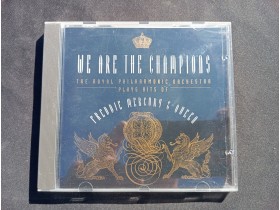 WE ARE THE CHAMPIONS
THE ROYAL PHILHARMONIC ORCHESTRA
PLAYS HITS OF
FREDDIE MERCURY & QUEEN